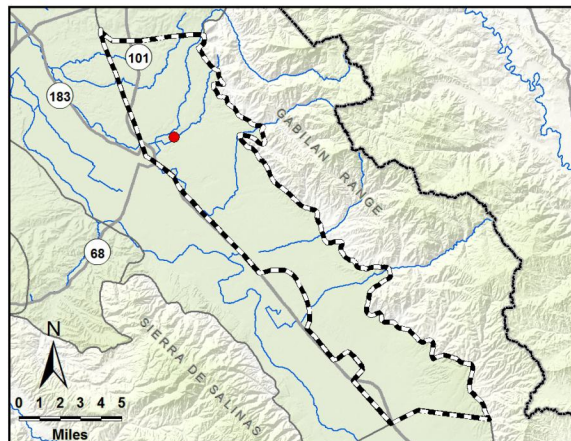 101
183
GABILAN RANGE
68
SIERRA DE SALINAS
N
0 1 2 3 4 5
Miles